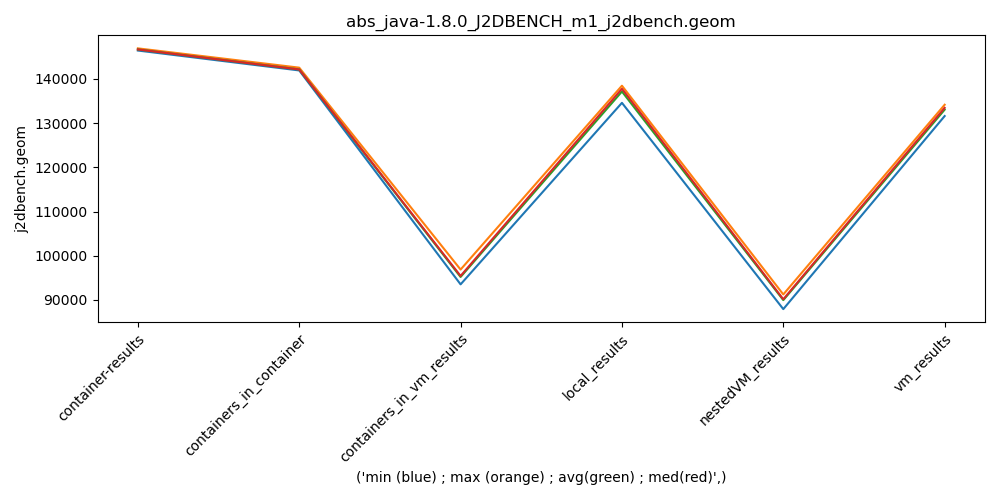 abs_java-1.8.0_J2DBENCH_m1_j2dbench.geom
140000
130000
120000
110000
100000
90000
j2dbench.geom
container-results
containers_in_container
containers_in_vm_results
local_results
nestedVM_results
vm_results
('min (blue) ; max (orange) ; avg(green) ; med(red)',)